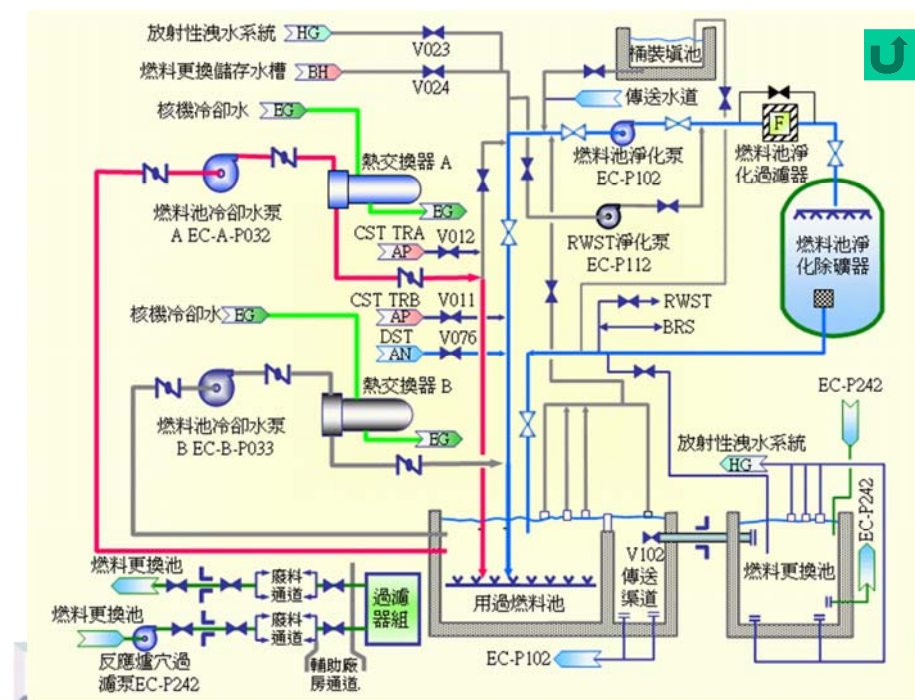 放射性洩水系統
HG
V023
燃料更換儲存水槽
BH
V024
桶裝塡池
傳送水道
核機冷卻水
EG
熱交換器 A
EG
燃料池冷卻水泵
A EC-A-P032
燃料池淨化泵
EC-P102
F
燃料池淨
化過濾器
RWST淨化泵
EC-P112
燃料池淨
化除礦器
CST TRA
V012
AP
CST TRB
V011
AP
DST
V076
AN
RWST
BRS
核機冷卻水
EG
熱交換器 B
EG
燃料池冷卻水泵
B EC-B-P033
EC-P242
放射性洩水系統
HG
EC-P242
V102
傳送
渠道
用過燃料池
燃料更換池
EC-P102
燃料更換池
廢料
通道
過濾
器組
燃料更換池
廢料
通道
反應爐穴過
濾泵EC-P242
輔助廠
房通道.